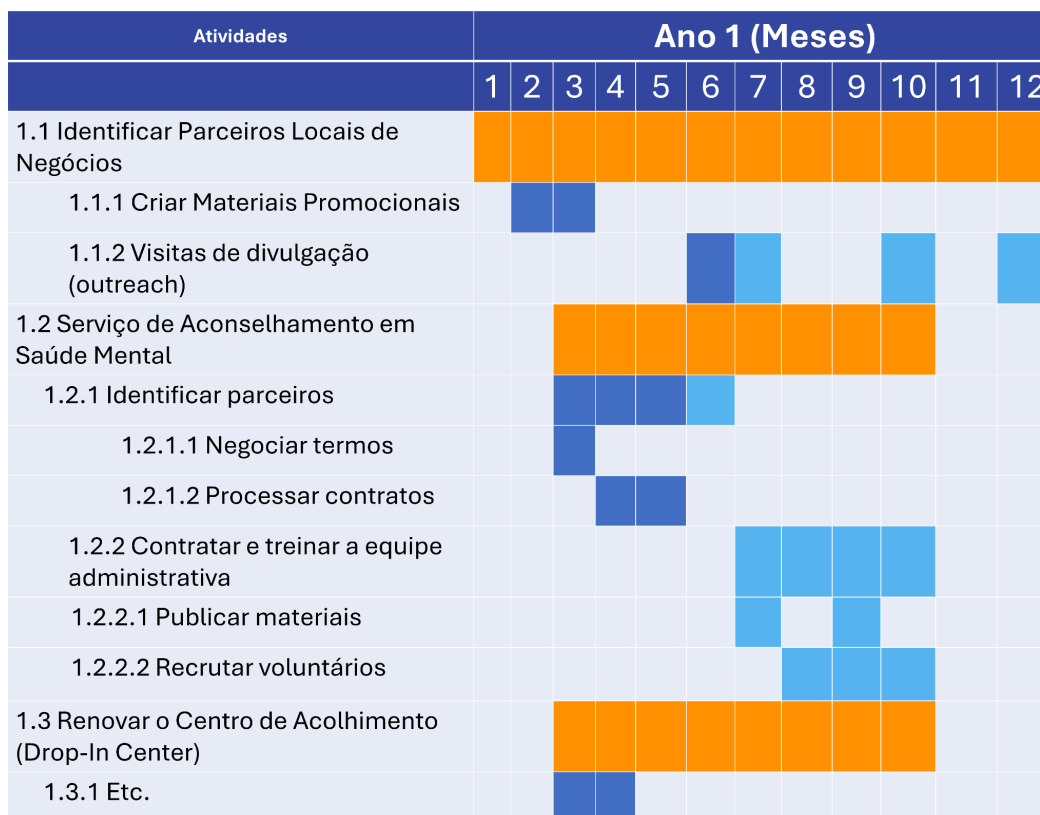 Atividades
Ano 1 (Meses)
1 2 3 4 5 6 7 8 9 10 11 12
1.1 Identificar Parceiros Locais de
Negócios
1.1.1 Criar Materiais Promocionais
1.1.2 Visitas de divulgação
(outreach)
1.2 Serviço de Aconselhamento em
Saúde Mental
1.2.1 Identificar parceiros
1.2.1.1 Negociar termos
1.2.1.2 Processar contratos
1.2.2 Contratar e treinar a equipe
administrativa
1.2.2.1 Publicar materiais
1.2.2.2 Recrutar voluntários
1.3 Renovar o Centro de Acolhimento
(Drop-In Center)
1.3.1 Etc.